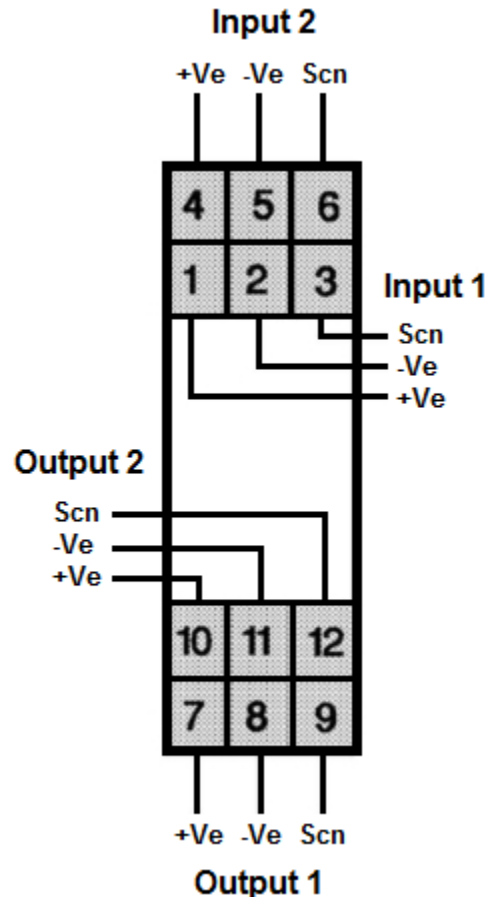 Input 2
+Ve -Ve Scn
4 5 6
1 2 3
Input 1
Scn
-Ve
+Ve
Output 2
Scn
-Ve
+Ve
10 11 12
7 8 9
+Ve -Ve Scn
Output 1